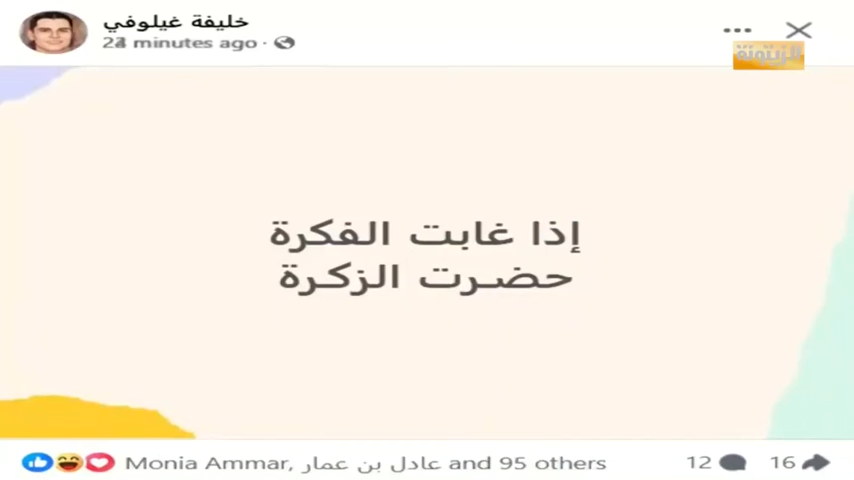 خليفة غيلوفي
minutes ago ·
الزيتونة
إذا غابت الفكرة
حضرت الزكرة
Monia Ammar, عادل بن عمار and 95 others
12
16